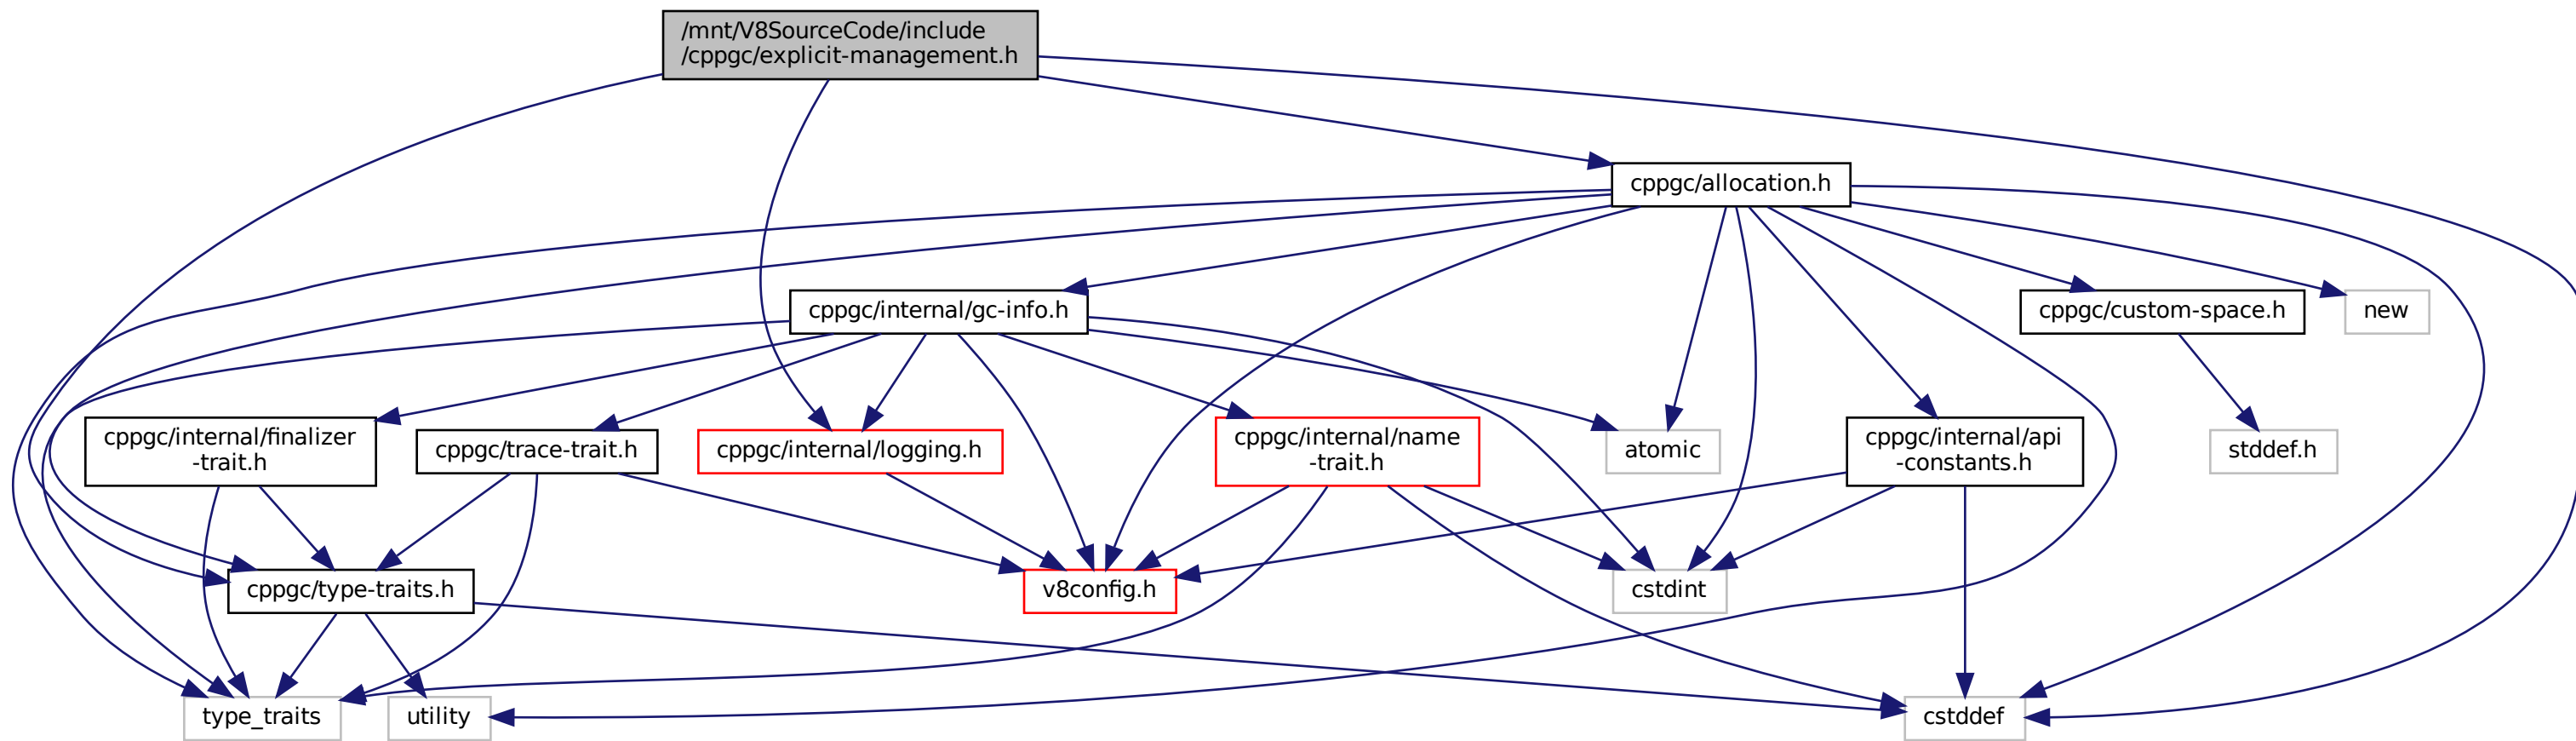 /mnt/V8SourceCode/include
/cppgc/explicit-management.h
cppgc/allocation.h
cppgc/internal/gc-info.h
cppgc/custom-space.h
new
cppgc/internal/finalizer
-trait.h
cppgc/trace-trait.h
cppgc/internal/logging.h
cppgc/internal/name
-trait.h
atomic
cppgc/internal/api
-constants.h
stddef.h
cppgc/type-traits.h
v8config.h
cstdint
type_traits
utility
cstddef